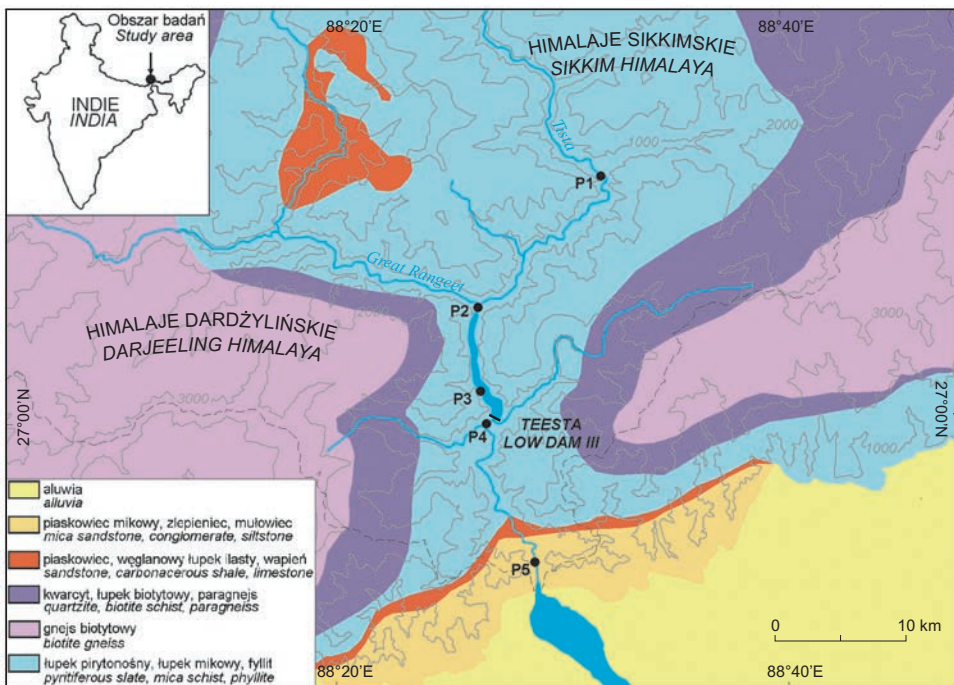 88°20'E
88°40'E
Obszar badań
Study area
INDIE
INDIA
HIMALAJE SIKKIMSKIE
SIKKIM HIMALAYA
2000
1000
Tista
P1
Great Rangeet
P2
HIMALAJE DARDŻYLIŃSKIE
DARJEELING HIMALAYA
3000
3000
27°00'N
27°00'N
P3
P4
TEESTA
LOW DAM III
1000
P5
aluwia
alluvia
piaskowiec mikowy, zlepieniec, mułowiec
mica sandstone, conglomerate, siltstone
piaskowiec, węglanowy łupek ilasty, wapień
sandstone, carbonacerous shale, limestone
kwarcyt, łupek biotytowy, paragnejs
quartzite, biotite schist, paragneiss
gnejs biotytowy
biotite gneiss
łupek pirytonośny, łupek mikowy, fyllit
pyritiferous slate, mica schist, phyllite
0 10 km
88°20'E
88°40'E